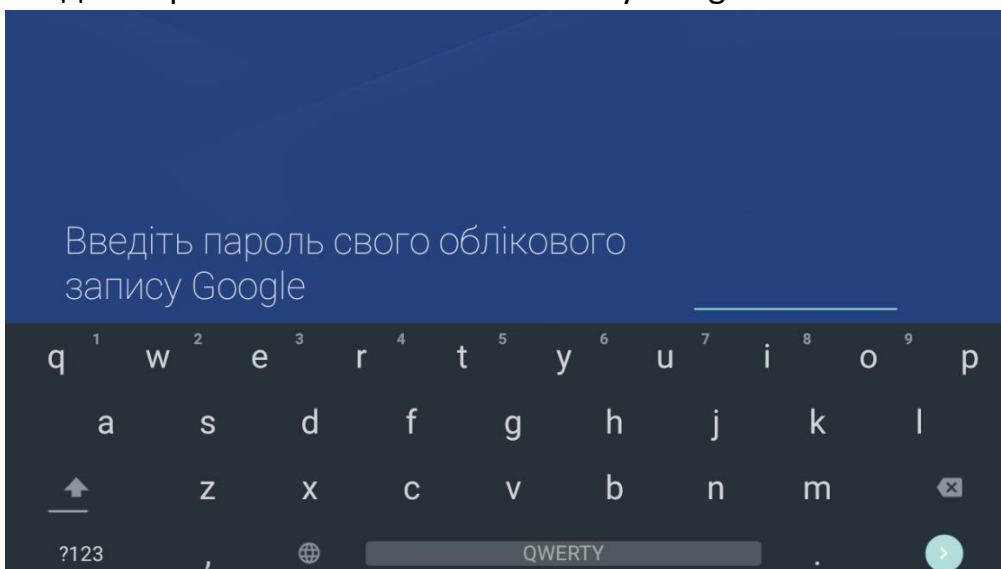 Введіть пароль свого облікового
запису Google
1 2 3 4 5 6 7 8 9
q w e r t y u i o p
a s d f g h j k l
z x c v b n m
?123 , QWERTY .